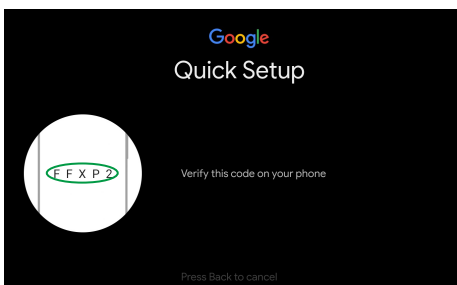 Google
Quick Setup
F F X P 2
Verify this code on your phone
Press Back to cancel